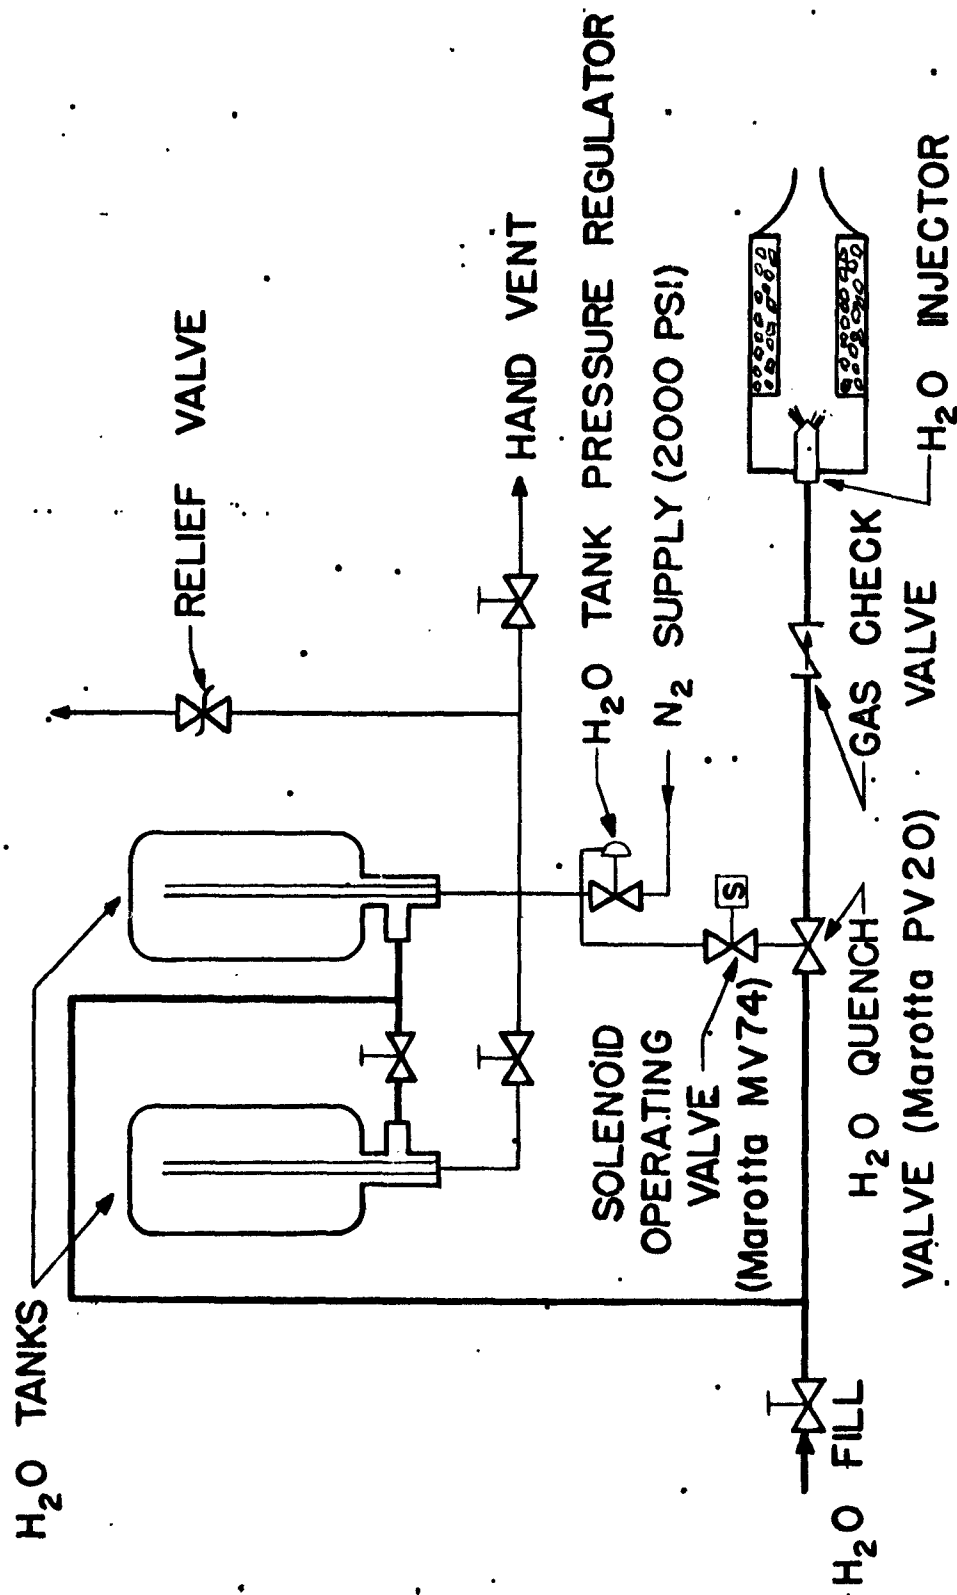 H₂O TANKS
RELIEF VALVE
HAND VENT
H₂O TANK PRESSURE REGULATOR
N₂ SUPPLY (2000 PSI)
S
SOLENOID
OPERATING
VALVE
(Marotta MV74)
H₂O FILL
H₂O QUENCH
VALVE (Marotta PV20)
GAS CHECK
VALVE
H₂O INJECTOR